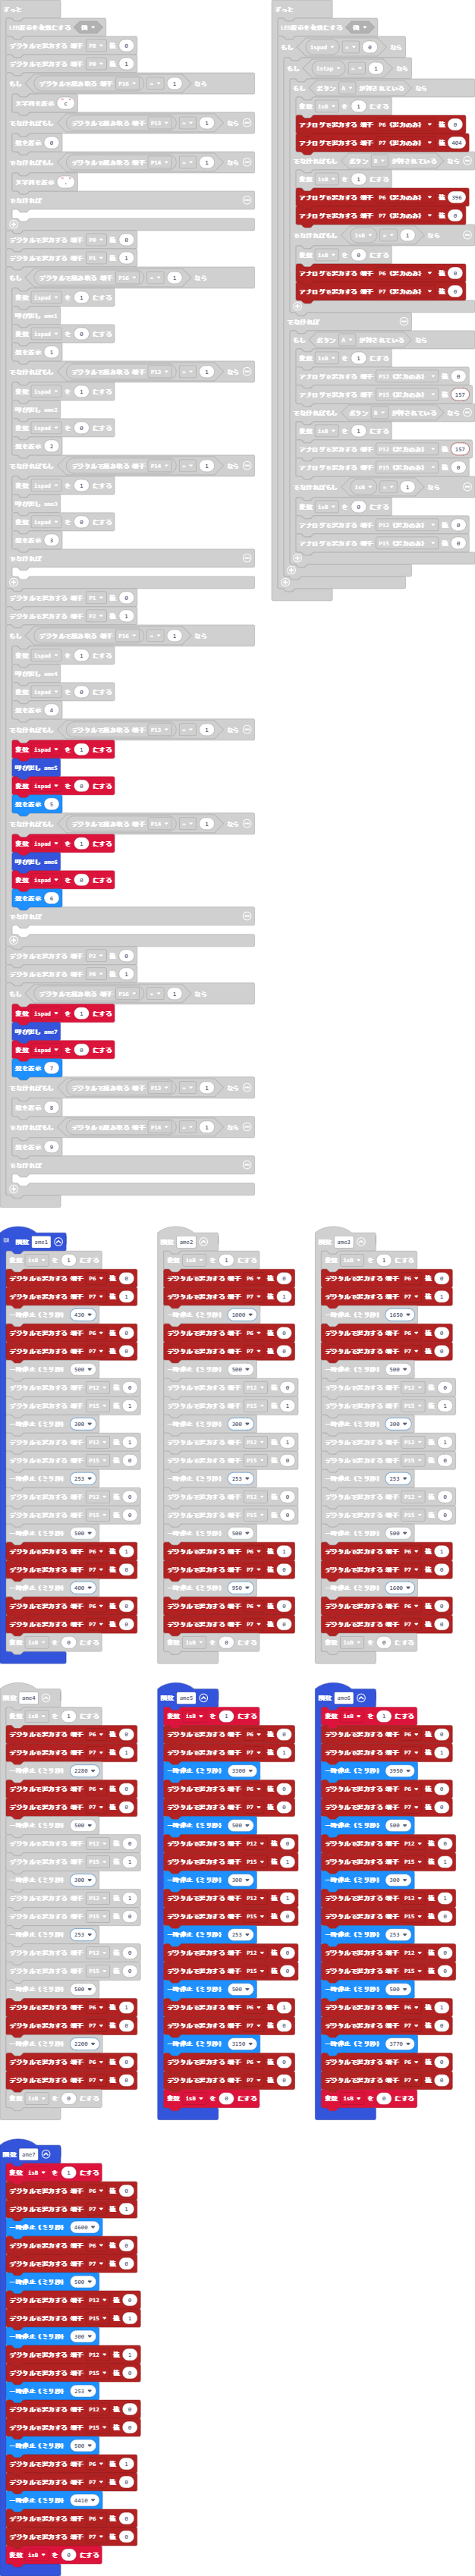 ずっと
LED表示を有効にする 偽
デジタルで出力する 端子 P0 値 0
デジタルで出力する 端子 P0 値 1
もし デジタルで読み取る 端子 P16 = 1 なら
文字列を表示
でなければもし デジタルで読み取る 端子 P13 = 1 なら
数を表示 0
でなければもし デジタルで読み取る 端子 P14 = 1 なら
文字列を表示
でなければ
デジタルで出力する 端子 P0 値 0
デジタルで出力する 端子 P1 値 1
もし デジタルで読み取る 端子 P16 = 1 なら
変数 ispad を 1 にする
呼び出し ame1
変数 ispad を 0 にする
数を表示 1
でなければもし デジタルで読み取る 端子 P13 = 1 なら
変数 ispad を 1 にする
呼び出し ame2
変数 ispad を 0 にする
数を表示 2
でなければもし デジタルで読み取る 端子 P14 = 1 なら
変数 ispad を 1 にする
呼び出し ame3
変数 ispad を 0 にする
数を表示 3
でなければ
デジタルで出力する 端子 P1 値 0
デジタルで出力する 端子 P2 値 1
もし デジタルで読み取る 端子 P16 = 1 なら
変数 ispad を 1 にする
呼び出し ame4
変数 ispad を 0 にする
数を表示 4
でなければもし デジタルで読み取る 端子 P13 = 1 なら
変数 ispad を 1 にする
呼び出し ame5
変数 ispad を 0 にする
数を表示 5
でなければもし デジタルで読み取る 端子 P14 = 1 なら
変数 ispad を 1 にする
呼び出し ame6
変数 ispad を 0 にする
数を表示 6
でなければ
デジタルで出力する 端子 P2 値 0
デジタルで出力する 端子 P8 値 1
もし デジタルで読み取る 端子 P16 = 1 なら
変数 ispad を 1 にする
呼び出し ame7
変数 ispad を 0 にする
数を表示 7
でなければもし デジタルで読み取る 端子 P13 = 1 なら
数を表示 8
でなければもし デジタルで読み取る 端子 P14 = 1 なら
数を表示 9
でなければ
ずっと
LED表示を有効にする 偽
もし ispad = 0 なら
もし istop = 1 なら
もし ボタン A が押されている なら
変数 isB を 1 にする
アナログで出力する 端子 P6 (出力のみ) 値 0
アナログで出力する 端子 P7 (出力のみ) 値 404
でなければもし ボタン B が押されている なら
変数 isB を 1 にする
アナログで出力する 端子 P6 (出力のみ) 値 396
アナログで出力する 端子 P7 (出力のみ) 値 0
でなければもし isB = 1 なら
変数 isB を 0 にする
アナログで出力する 端子 P6 (出力のみ) 値 0
アナログで出力する 端子 P7 (出力のみ) 値 0
でなければ
もし ボタン A が押されている なら
変数 isB を 1 にする
アナログで出力する 端子 P12 (出力のみ) 値 0
アナログで出力する 端子 P15 (出力のみ) 値 157
でなければもし ボタン B が押されている なら
変数 isB を 1 にする
アナログで出力する 端子 P12 (出力のみ) 値 157
アナログで出力する 端子 P15 (出力のみ) 値 0
でなければもし isB = 1 なら
変数 isB を 0 にする
アナログで出力する 端子 P12 (出力のみ) 値 0
アナログで出力する 端子 P15 (出力のみ) 値 0
関数 ame1
変数 isB を 1 にする
デジタルで出力する 端子 P6 値 0
デジタルで出力する 端子 P7 値 1
一時停止 (ミリ秒) 430
デジタルで出力する 端子 P6 値 0
デジタルで出力する 端子 P7 値 0
一時停止 (ミリ秒) 500
デジタルで出力する 端子 P12 値 0
デジタルで出力する 端子 P15 値 1
一時停止 (ミリ秒) 300
デジタルで出力する 端子 P12 値 1
デジタルで出力する 端子 P15 値 0
一時停止 (ミリ秒) 253
デジタルで出力する 端子 P12 値 0
デジタルで出力する 端子 P15 値 0
一時停止 (ミリ秒) 500
デジタルで出力する 端子 P6 値 1
デジタルで出力する 端子 P7 値 0
一時停止 (ミリ秒) 400
デジタルで出力する 端子 P6 値 0
デジタルで出力する 端子 P7 値 0
変数 isB を 0 にする
関数 ame2
変数 isB を 1 にする
デジタルで出力する 端子 P6 値 0
デジタルで出力する 端子 P7 値 1
一時停止 (ミリ秒) 1000
デジタルで出力する 端子 P6 値 0
デジタルで出力する 端子 P7 値 0
一時停止 (ミリ秒) 500
デジタルで出力する 端子 P12 値 0
デジタルで出力する 端子 P15 値 1
一時停止 (ミリ秒) 300
デジタルで出力する 端子 P12 値 1
デジタルで出力する 端子 P15 値 0
一時停止 (ミリ秒) 253
デジタルで出力する 端子 P12 値 0
デジタルで出力する 端子 P15 値 0
一時停止 (ミリ秒) 500
デジタルで出力する 端子 P6 値 1
デジタルで出力する 端子 P7 値 0
一時停止 (ミリ秒) 950
デジタルで出力する 端子 P6 値 0
デジタルで出力する 端子 P7 値 0
変数 isB を 0 にする
関数 ame3
変数 isB を 1 にする
デジタルで出力する 端子 P6 値 0
デジタルで出力する 端子 P7 値 1
一時停止 (ミリ秒) 1650
デジタルで出力する 端子 P6 値 0
デジタルで出力する 端子 P7 値 0
一時停止 (ミリ秒) 500
デジタルで出力する 端子 P12 値 0
デジタルで出力する 端子 P15 値 1
一時停止 (ミリ秒) 300
デジタルで出力する 端子 P12 値 1
デジタルで出力する 端子 P15 値 0
一時停止 (ミリ秒) 253
デジタルで出力する 端子 P12 値 0
デジタルで出力する 端子 P15 値 0
一時停止 (ミリ秒) 500
デジタルで出力する 端子 P6 値 1
デジタルで出力する 端子 P7 値 0
一時停止 (ミリ秒) 1600
デジタルで出力する 端子 P6 値 0
デジタルで出力する 端子 P7 値 0
変数 isB を 0 にする
関数 ame4
変数 isB を 1 にする
デジタルで出力する 端子 P6 値 0
デジタルで出力する 端子 P7 値 1
一時停止 (ミリ秒) 2280
デジタルで出力する 端子 P6 値 0
デジタルで出力する 端子 P7 値 0
一時停止 (ミリ秒) 500
デジタルで出力する 端子 P12 値 0
デジタルで出力する 端子 P15 値 1
一時停止 (ミリ秒) 300
デジタルで出力する 端子 P12 値 1
デジタルで出力する 端子 P15 値 0
一時停止 (ミリ秒) 253
デジタルで出力する 端子 P12 値 0
デジタルで出力する 端子 P15 値 0
一時停止 (ミリ秒) 500
デジタルで出力する 端子 P6 値 1
デジタルで出力する 端子 P7 値 0
一時停止 (ミリ秒) 2200
デジタルで出力する 端子 P6 値 0
デジタルで出力する 端子 P7 値 0
変数 isB を 0 にする
関数 ame5
変数 isB を 1 にする
デジタルで出力する 端子 P6 値 0
デジタルで出力する 端子 P7 値 1
一時停止 (ミリ秒) 3300
デジタルで出力する 端子 P6 値 0
デジタルで出力する 端子 P7 値 0
一時停止 (ミリ秒) 500
デジタルで出力する 端子 P12 値 0
デジタルで出力する 端子 P15 値 1
一時停止 (ミリ秒) 300
デジタルで出力する 端子 P12 値 1
デジタルで出力する 端子 P15 値 0
一時停止 (ミリ秒) 253
デジタルで出力する 端子 P12 値 0
デジタルで出力する 端子 P15 値 0
一時停止 (ミリ秒) 500
デジタルで出力する 端子 P6 値 1
デジタルで出力する 端子 P7 値 0
一時停止 (ミリ秒) 3150
デジタルで出力する 端子 P6 値 0
デジタルで出力する 端子 P7 値 0
変数 isB を 0 にする
関数 ame6
変数 isB を 1 にする
デジタルで出力する 端子 P6 値 0
デジタルで出力する 端子 P7 値 1
一時停止 (ミリ秒) 3950
デジタルで出力する 端子 P6 値 0
デジタルで出力する 端子 P7 値 0
一時停止 (ミリ秒) 500
デジタルで出力する 端子 P12 値 0
デジタルで出力する 端子 P15 値 1
一時停止 (ミリ秒) 300
デジタルで出力する 端子 P12 値 1
デジタルで出力する 端子 P15 値 0
一時停止 (ミリ秒) 253
デジタルで出力する 端子 P12 値 0
デジタルで出力する 端子 P15 値 0
一時停止 (ミリ秒) 500
デジタルで出力する 端子 P6 値 1
デジタルで出力する 端子 P7 値 0
一時停止 (ミリ秒) 3770
デジタルで出力する 端子 P6 値 0
デジタルで出力する 端子 P7 値 0
変数 isB を 0 にする
関数 ame7
変数 isB を 1 にする
デジタルで出力する 端子 P6 値 0
デジタルで出力する 端子 P7 値 1
一時停止 (ミリ秒) 4600
デジタルで出力する 端子 P6 値 0
デジタルで出力する 端子 P7 値 0
一時停止 (ミリ秒) 500
デジタルで出力する 端子 P12 値 0
デジタルで出力する 端子 P15 値 1
一時停止 (ミリ秒) 300
デジタルで出力する 端子 P12 値 1
デジタルで出力する 端子 P15 値 0
一時停止 (ミリ秒) 253
デジタルで出力する 端子 P12 値 0
デジタルで出力する 端子 P15 値 0
一時停止 (ミリ秒) 500
デジタルで出力する 端子 P6 値 1
デジタルで出力する 端子 P7 値 0
一時停止 (ミリ秒) 4410
デジタルで出力する 端子 P6 値 0
デジタルで出力する 端子 P7 値 0
変数 isB を 0 にする